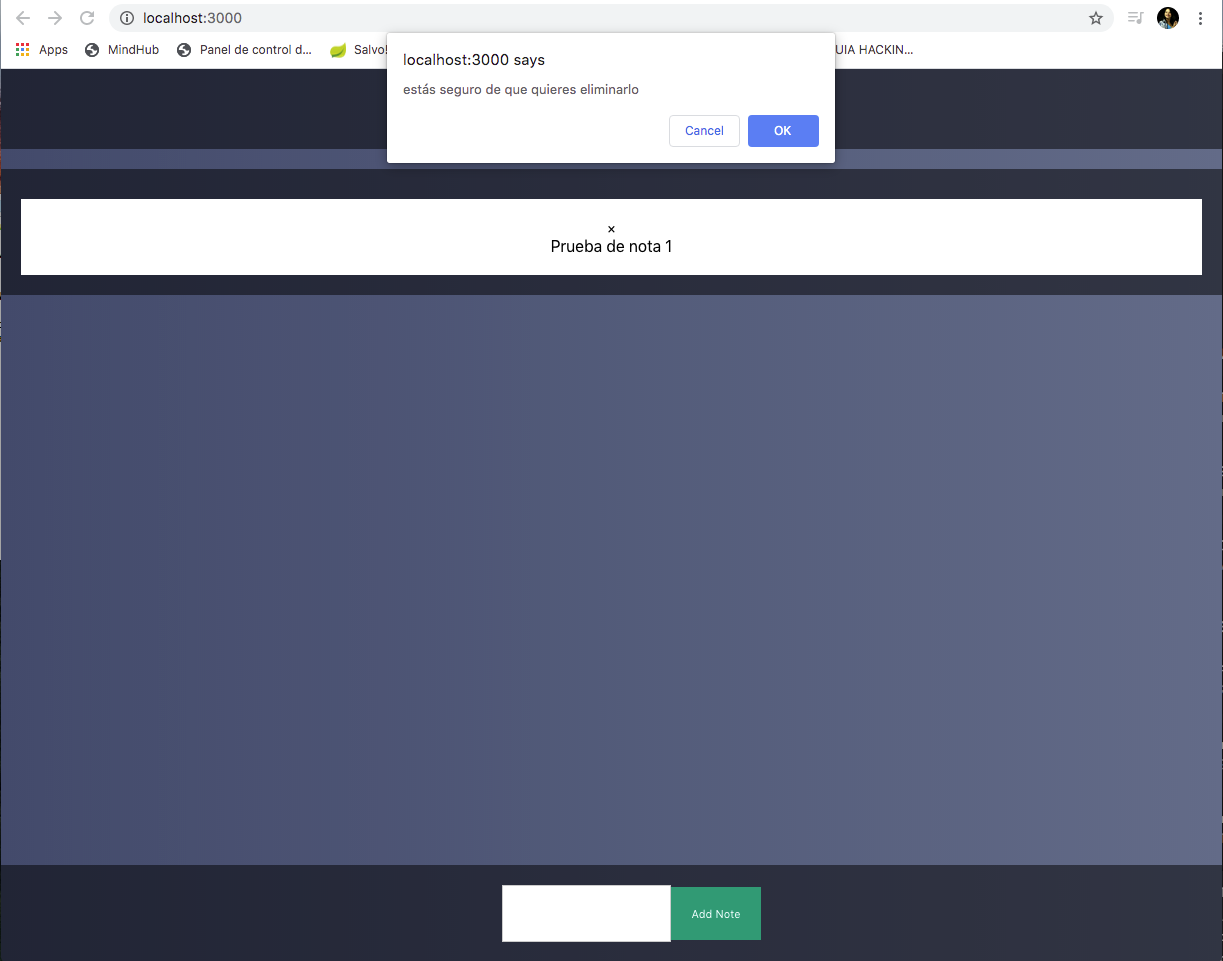 localhost:3000
Apps MindHub Panel de control d... Salvo! UIA HACKIN...
localhost:3000 says
estás seguro de que quieres eliminarlo
Cancel OK
×
Prueba de nota 1
Add Note